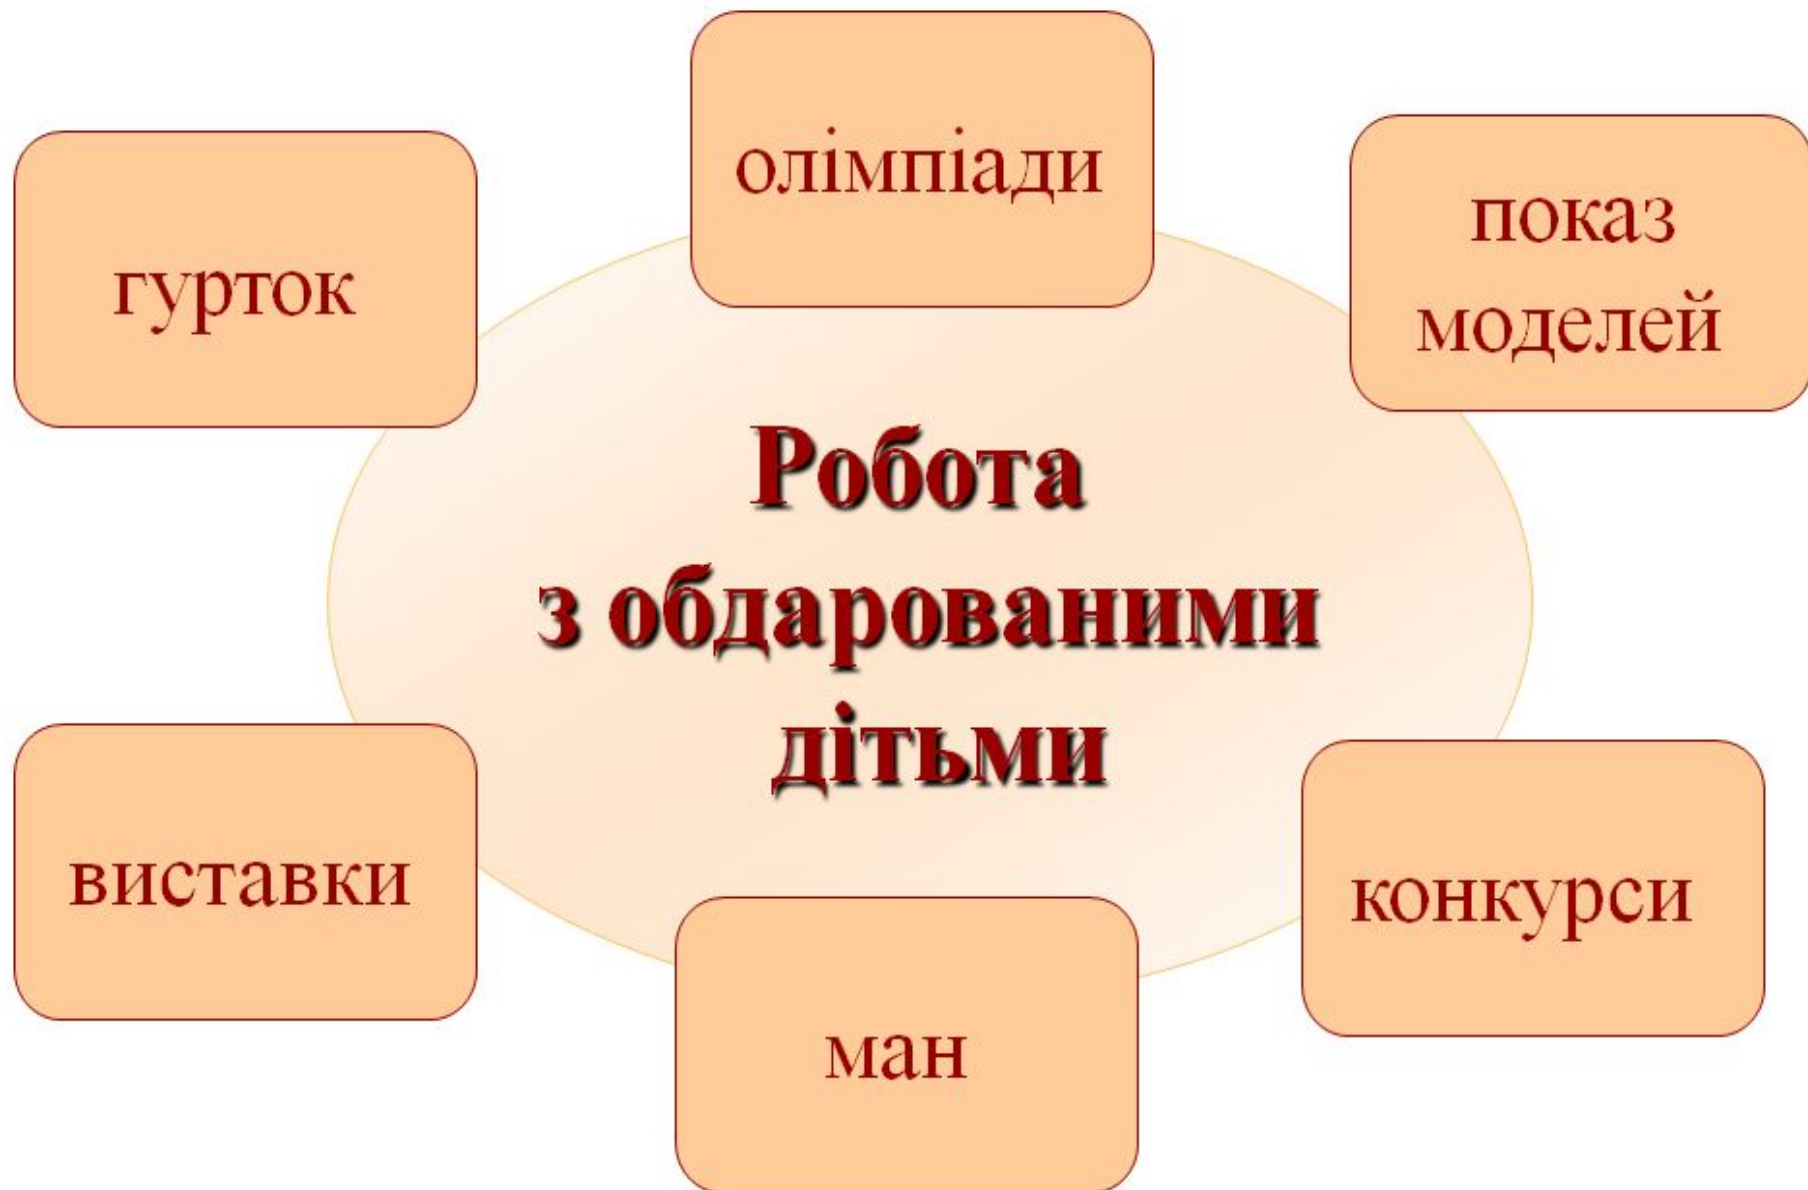 олімпіади
гурток
показ
моделей
Робота
з обдарованими
дітьми
виставки
конкурси
ман